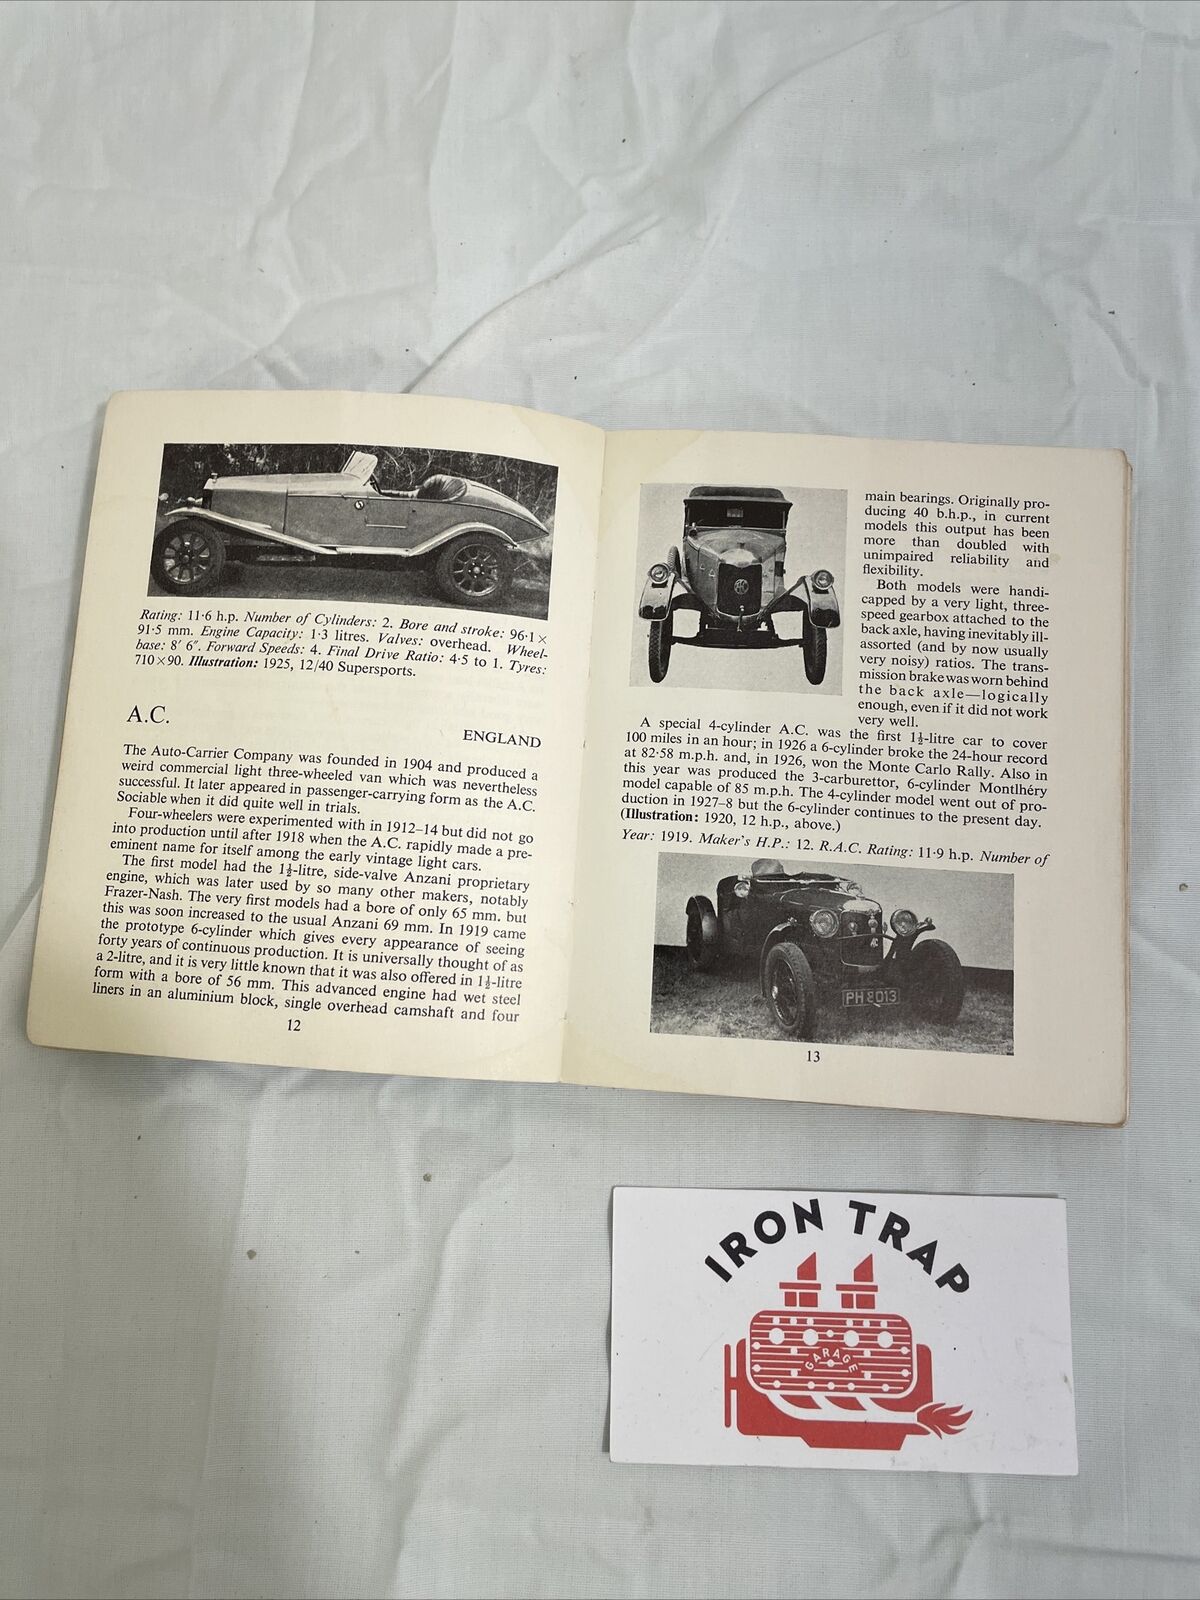 Rating: 11·6 h.p. Number of Cylinders: 2. Bore and stroke: 96·1 ×
91·5 mm. Engine Capacity: 1·3 litres. Valves: overhead. Wheel-
base: 8' 6". Forward Speeds: 4. Final Drive Ratio: 4·5 to 1. Tyres:
710×90. Illustration: 1925, 12/40 Supersports.
A.C.
ENGLAND
The Auto-Carrier Company was founded in 1904 and produced a
weird commercial light three-wheeled van which was nevertheless
successful. It later appeared in passenger-carrying form as the A.C.
Sociable when it did quite well in trials.
Four-wheelers were experimented with in 1912–14 but did not go
into production until after 1918 when the A.C. rapidly made a pre-
eminent name for itself among the early vintage light cars.
The first model had the 1½-litre, side-valve Anzani proprietary
engine, which was later used by so many other makers, notably
Frazer-Nash. The very first models had a bore of only 65 mm. but
this was soon increased to the usual Anzani 69 mm. In 1919 came
the prototype 6-cylinder which gives every appearance of seeing
forty years of continuous production. It is universally thought of as
a 2-litre, and it is very little known that it was also offered in 1½-litre
form with a bore of 56 mm. This advanced engine had wet steel
liners in an aluminium block, single overhead camshaft and four
12
main bearings. Originally pro-
ducing 40 b.h.p., in current
models this output has been
more than doubled with
unimpaired reliability and
flexibility.
Both models were handi-
capped by a very light, three-
speed gearbox attached to the
back axle, having inevitably ill-
assorted (and by now usually
very noisy) ratios. The trans-
mission brake was worn behind
the back axle—logically
enough, even if it did not work
very well.
A special 4-cylinder A.C. was the first 1½-litre car to cover
100 miles in an hour; in 1926 a 6-cylinder broke the 24-hour record
at 82·58 m.p.h. and, in 1926, won the Monte Carlo Rally. Also in
this year was produced the 3-carburettor, 6-cylinder Montlhéry
model capable of 85 m.p.h. The 4-cylinder model went out of pro-
duction in 1927–8 but the 6-cylinder continues to the present day.
(Illustration: 1920, 12 h.p., above.)
Year: 1919. Maker's H.P.: 12. R.A.C. Rating: 11·9 h.p. Number of
AC
PH 8013
13
IRON TRAP
GARAGE